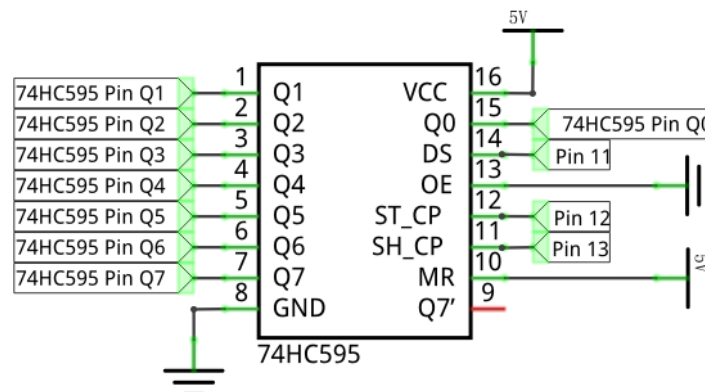 5V
74HC595 Pin Q1 1 Q1 VCC 16
74HC595 Pin Q2 2 Q2 Q0 15 74HC595 Pin Q0
74HC595 Pin Q3 3 Q3 DS 14 Pin 11
74HC595 Pin Q4 4 Q4 OE 13
74HC595 Pin Q5 5 Q5 ST_CP 12 Pin 12
74HC595 Pin Q6 6 Q6 SH_CP 11 Pin 13
74HC595 Pin Q7 7 Q7 MR 10 5V
8 GND Q7’ 9
74HC595